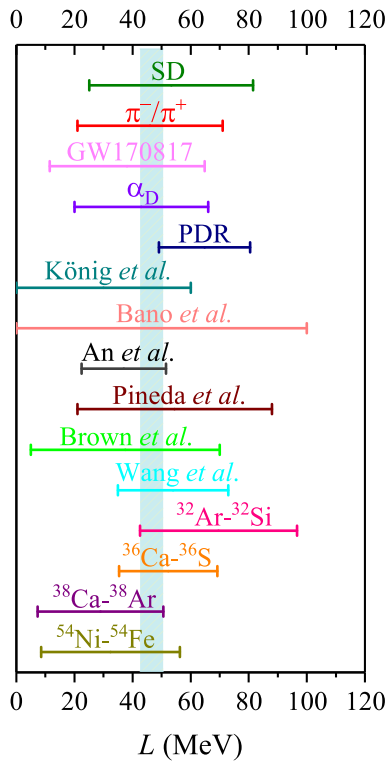 0 20 40 60 80 100 120
SD
π⁻/π⁺
GW170817
α_D
PDR
König et al.
Bano et al.
An et al.
Pineda et al.
Brown et al.
Wang et al.
³²Ar-³²Si
³⁶Ca-³⁶S
³⁸Ca-³⁸Ar
⁵⁴Ni-⁵⁴Fe
0 20 40 60 80 100 120
L (MeV)